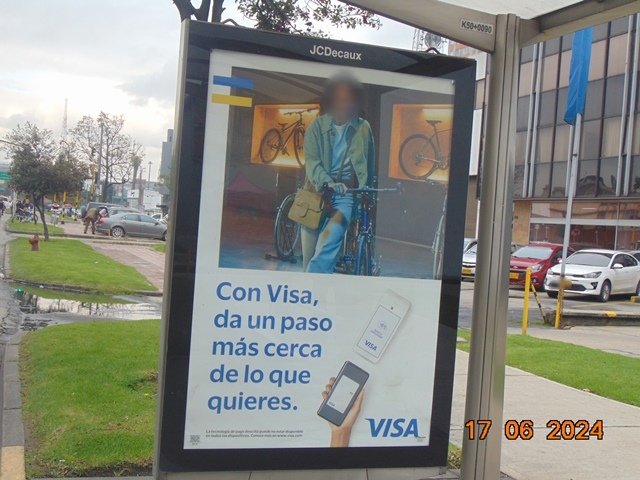 K50+0090
JCDecaux
Con Visa,
da un paso
más cerca
de lo que
quieres.
VISA
VISA
17 06 2024